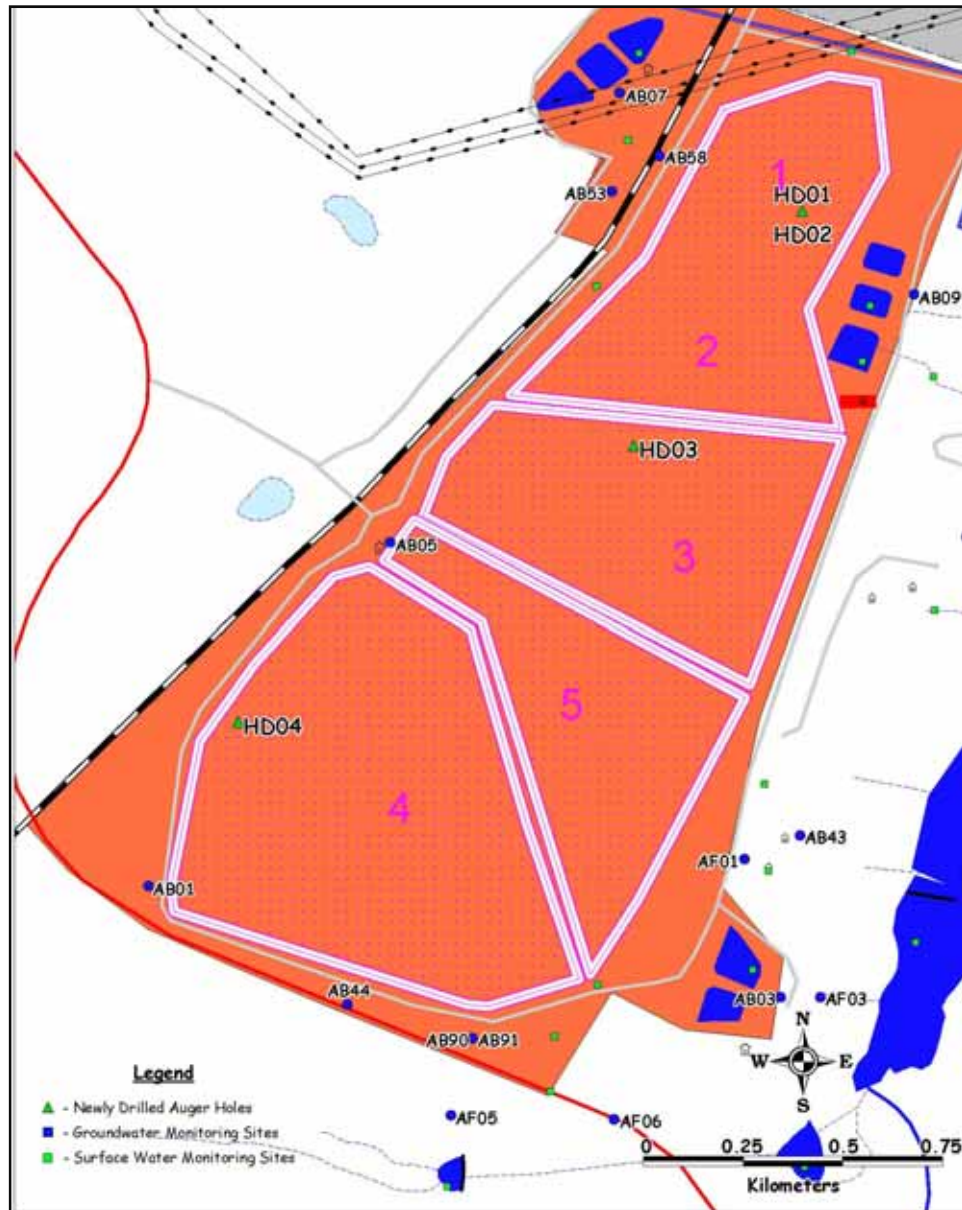 AB07
AB58
1
AB53
HD01
HD02
AB09
2
HD03
AB05
3
5
HD04
4
AB43
AF01
AB01
AB44
AB03
AF03
AB90
AB91
N
W
E
S
Legend
- Newly Drilled Auger Holes
- Groundwater Monitoring Sites
- Surface Water Monitoring Sites
AF05
AF06
0 0.25 0.5 0.75
Kilometers